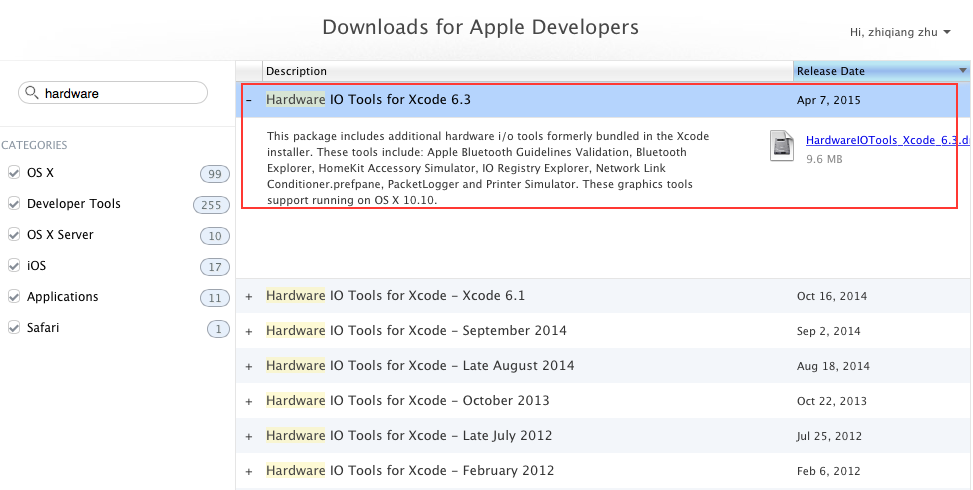 Downloads for Apple Developers
Hi, zhiqiang zhu
hardware
CATEGORIES
OS X 99
Developer Tools 255
OS X Server 10
iOS 17
Applications 11
Safari 1
Description Release Date
– Hardware IO Tools for Xcode 6.3 Apr 7, 2015
This package includes additional hardware i/o tools formerly bundled in the Xcode
installer. These tools include: Apple Bluetooth Guidelines Validation, Bluetooth
Explorer, HomeKit Accessory Simulator, IO Registry Explorer, Network Link
Conditioner.prefpane, PacketLogger and Printer Simulator. These graphics tools
support running on OS X 10.10.
HardwareIOTools_Xcode_6.3.d
9.6 MB
+ Hardware IO Tools for Xcode – Xcode 6.1 Oct 16, 2014
+ Hardware IO Tools for Xcode – September 2014 Sep 2, 2014
+ Hardware IO Tools for Xcode – Late August 2014 Aug 18, 2014
+ Hardware IO Tools for Xcode – October 2013 Oct 22, 2013
+ Hardware IO Tools for Xcode – Late July 2012 Jul 25, 2012
+ Hardware IO Tools for Xcode – February 2012 Feb 6, 2012